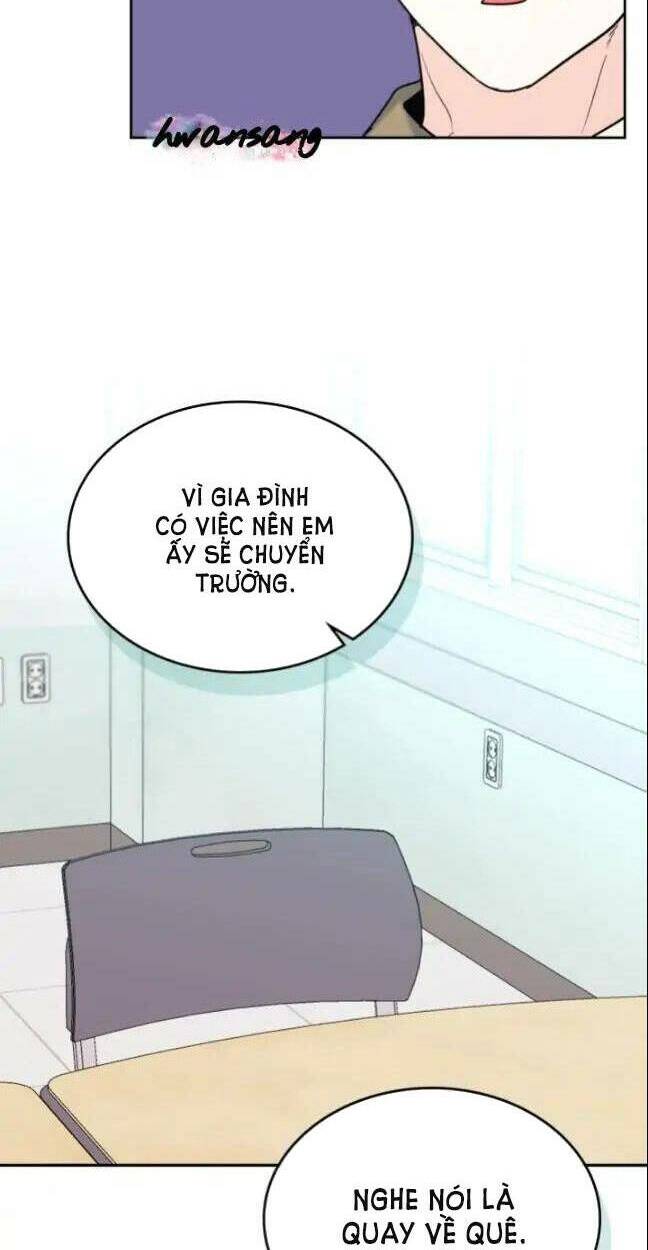 hwansang
VÌ GIA ĐÌNH
CÓ VIỆC NÊN EM
ẤY SẼ CHUYỂN
TRƯỜNG.
NGHE NÓI LÀ
QUAY VỀ QUÊ.